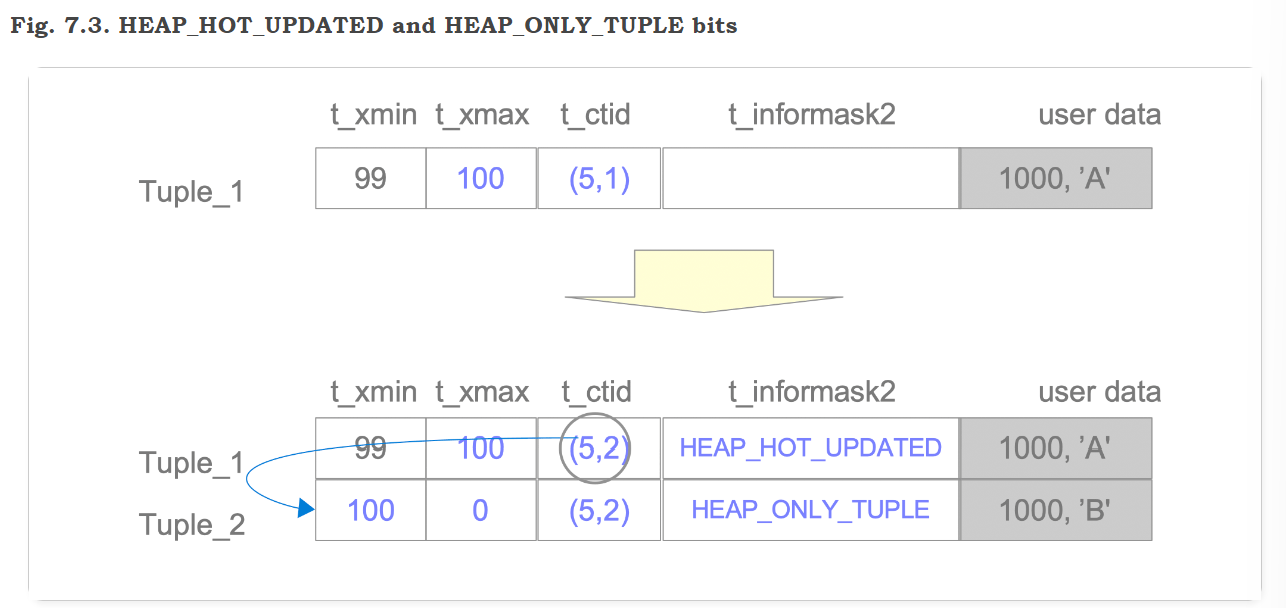 Fig. 7.3. HEAP_HOT_UPDATED and HEAP_ONLY_TUPLE bits
t_xmin t_xmax t_ctid t_informask2 user data
Tuple_1 99 100 (5,1) 1000, ’A'
t_xmin t_xmax t_ctid t_informask2 user data
Tuple_1 99 100 (5,2) HEAP_HOT_UPDATED 1000, ’A'
Tuple_2 100 0 (5,2) HEAP_ONLY_TUPLE 1000, ’B'